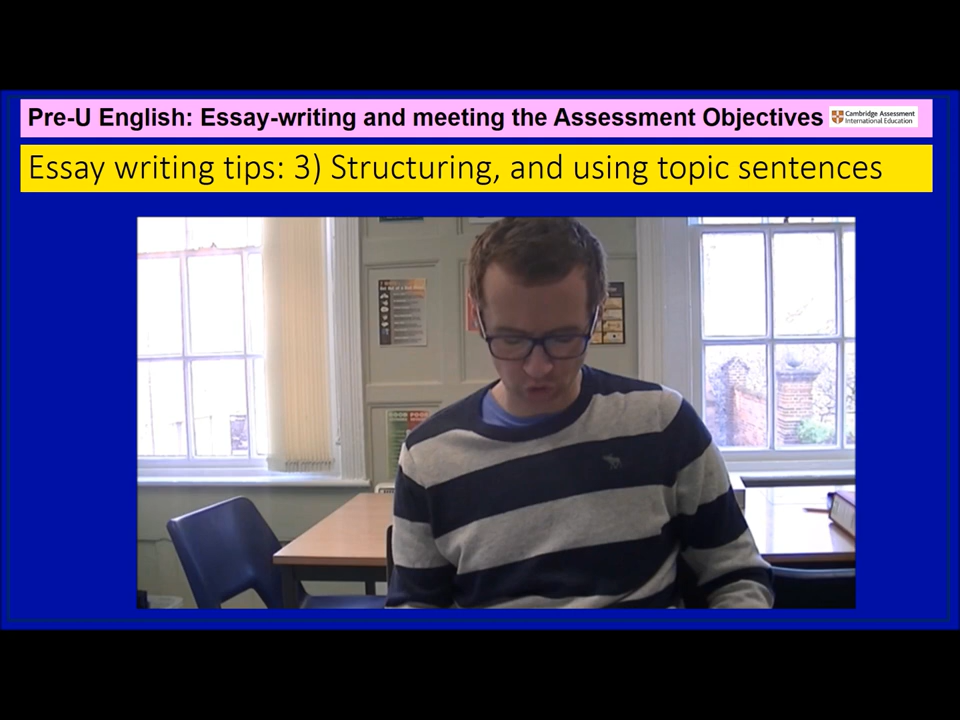 Pre-U English: Essay-writing and meeting the Assessment Objectives
Cambridge Assessment
International Education
Essay writing tips: 3) Structuring, and using topic sentences